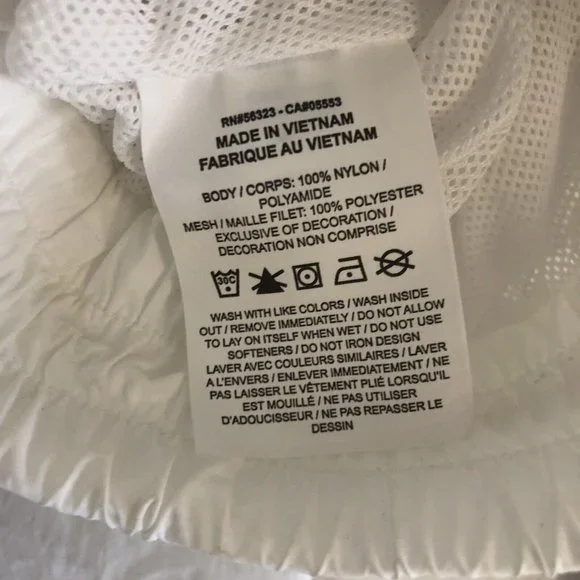 RN#56323 - CA#05553
MADE IN VIETNAM
FABRIQUE AU VIETNAM
BODY / CORPS: 100% NYLON /
POLYAMIDE
MESH / MAILLE FILET: 100% POLYESTER
EXCLUSIVE OF DECORATION /
DECORATION NON COMPRISE
30C
WASH WITH LIKE COLORS / WASH INSIDE
OUT / REMOVE IMMEDIATELY / DO NOT ALLOW
TO LAY ON ITSELF WHEN WET / DO NOT USE
SOFTENERS / DO NOT IRON DESIGN
LAVER AVEC COULEURS SIMILAIRES / LAVER
A L'ENVERS / ENLEVER IMMEDIATEMENT / NE
PAS LAISSER LE VÊTEMENT PLIÉ LORSQU'IL
EST MOUILLÉ / NE PAS UTILISER
D'ADOUCISSEUR / NE PAS REPASSER LE
DESSIN